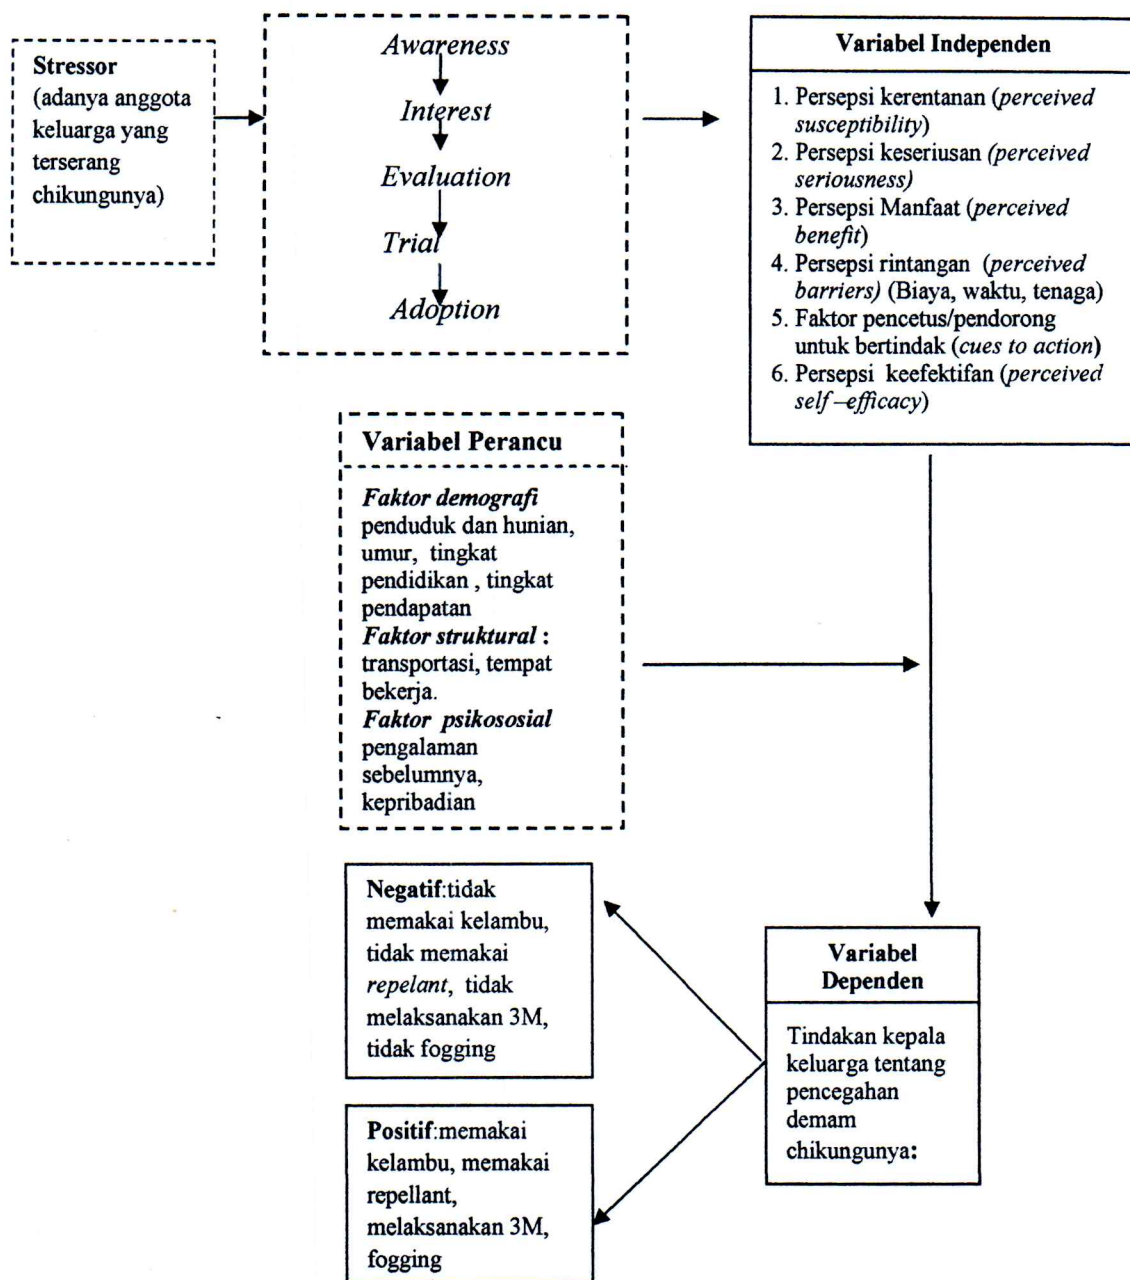 Stressor
(adanya anggota
keluarga yang
terserang
chikungunya)
Awareness
Interest
Evaluation
Trial
Adoption
Variabel Independen
1. Persepsi kerentanan (perceived
susceptibility)
2. Persepsi keseriusan (perceived
seriousness)
3. Persepsi Manfaat (perceived
benefit)
4. Persepsi rintangan (perceived
barriers) (Biaya, waktu, tenaga)
5. Faktor pencetus/pendorong
untuk bertindak (cues to action)
6. Persepsi keefektifan (perceived
self–efficacy)
Variabel Perancu
Faktor demografi
penduduk dan hunian,
umur, tingkat
pendidikan , tingkat
pendapatan
Faktor struktural :
transportasi, tempat
bekerja.
Faktor psikososial
pengalaman
sebelumnya,
kepribadian
Negatif:tidak
memakai kelambu,
tidak memakai
repelant, tidak
melaksanakan 3M,
tidak fogging
Variabel
Dependen
Tindakan kepala
keluarga tentang
pencegahan
demam
chikungunya:
Positif:memakai
kelambu, memakai
repellant,
melaksanakan 3M,
fogging